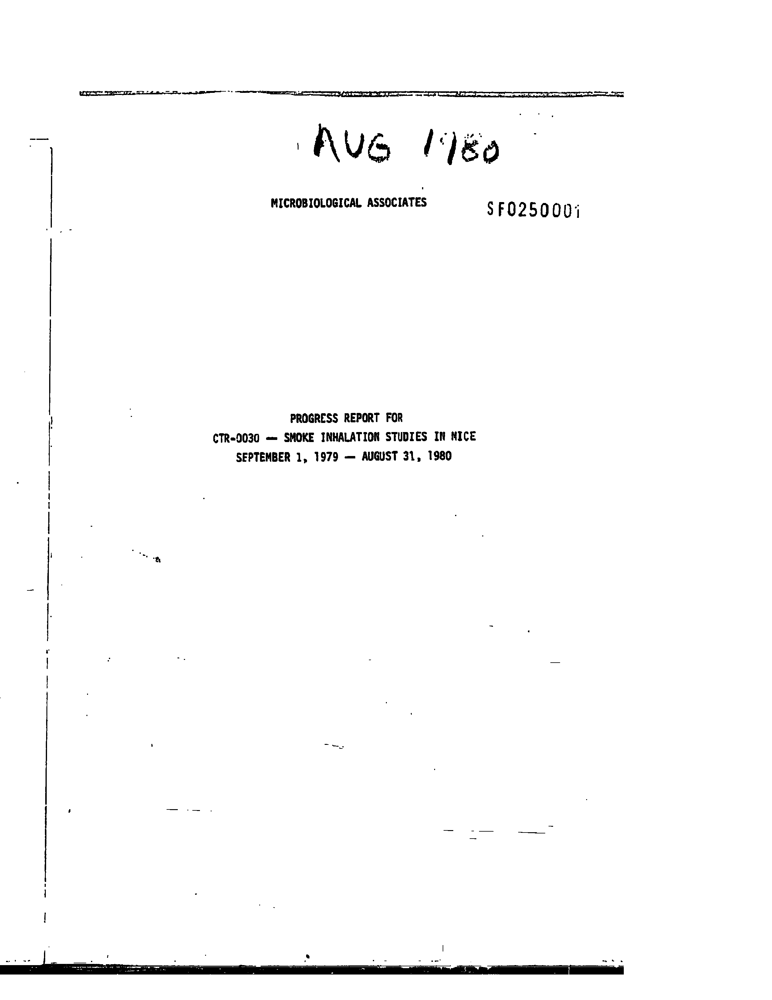 AUG 1980
MICROBIOLOGICAL ASSOCIATES
SF0250001
PROGRESS REPORT FOR
CTR-0030 — SMOKE INHALATION STUDIES IN MICE
SEPTEMBER 1, 1979 — AUGUST 31, 1980